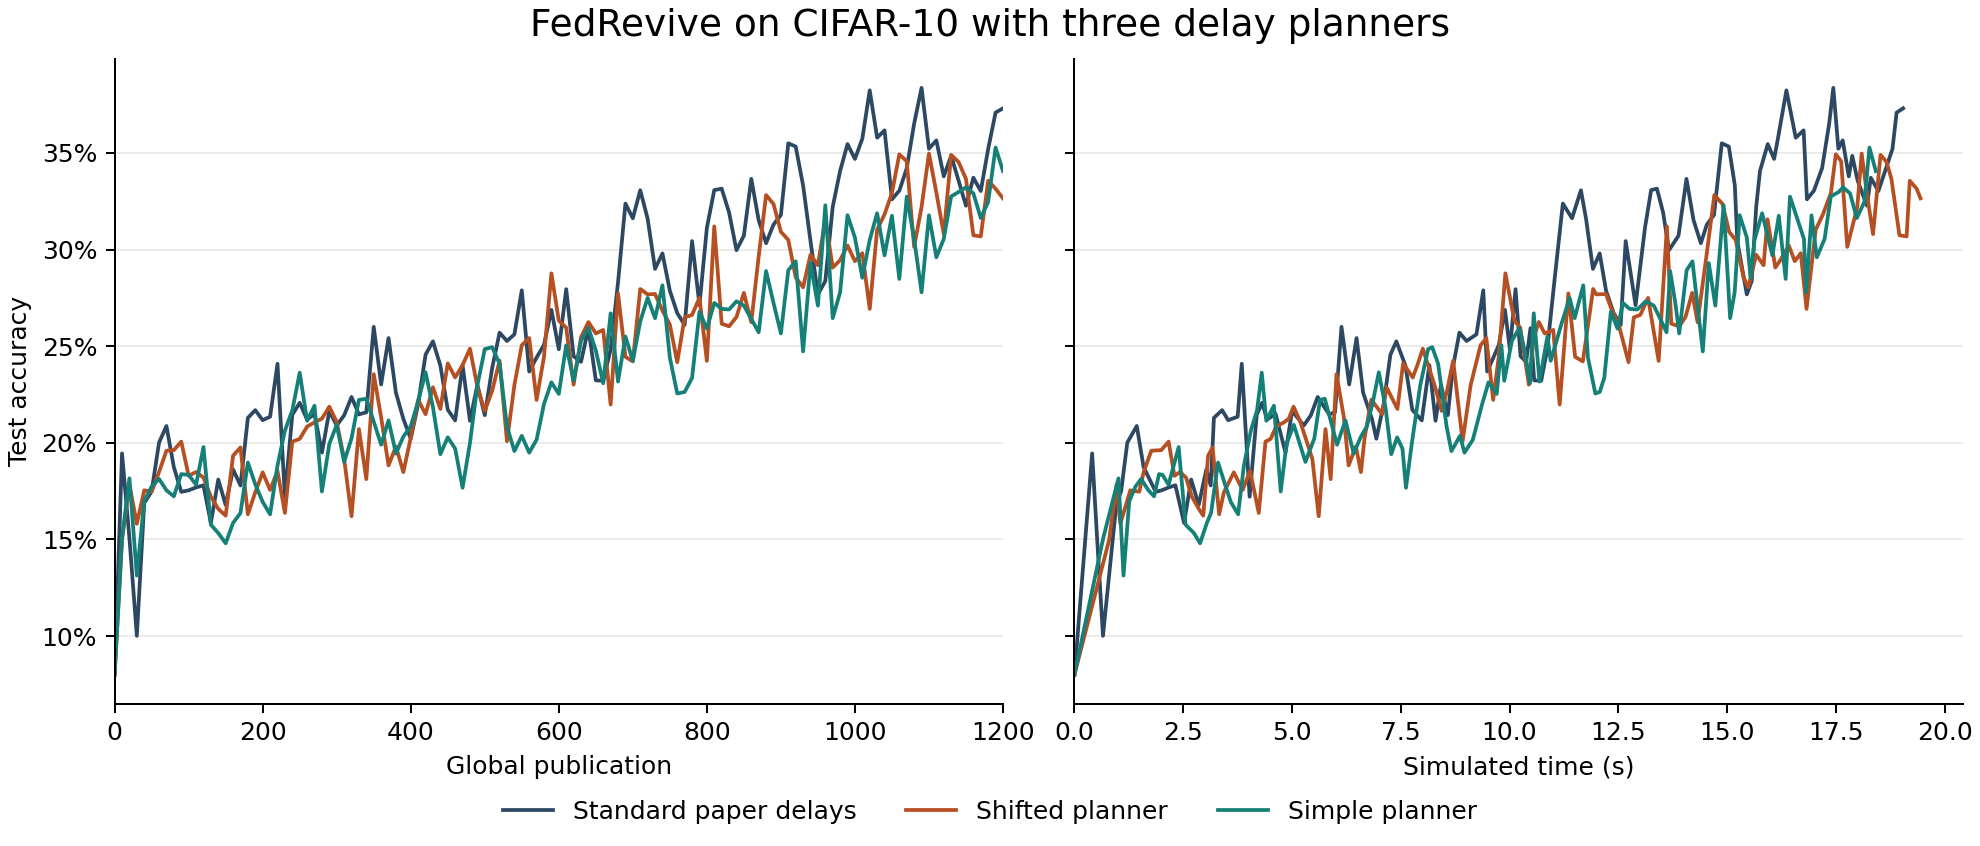 FedRevive on CIFAR-10 with three delay planners
Test accuracy
35%
30%
25%
20%
15%
10%
0 200 400 600 800 1000 1200
Global publication
0.0 2.5 5.0 7.5 10.0 12.5 15.0 17.5 20.0
Simulated time (s)
Standard paper delays Shifted planner Simple planner